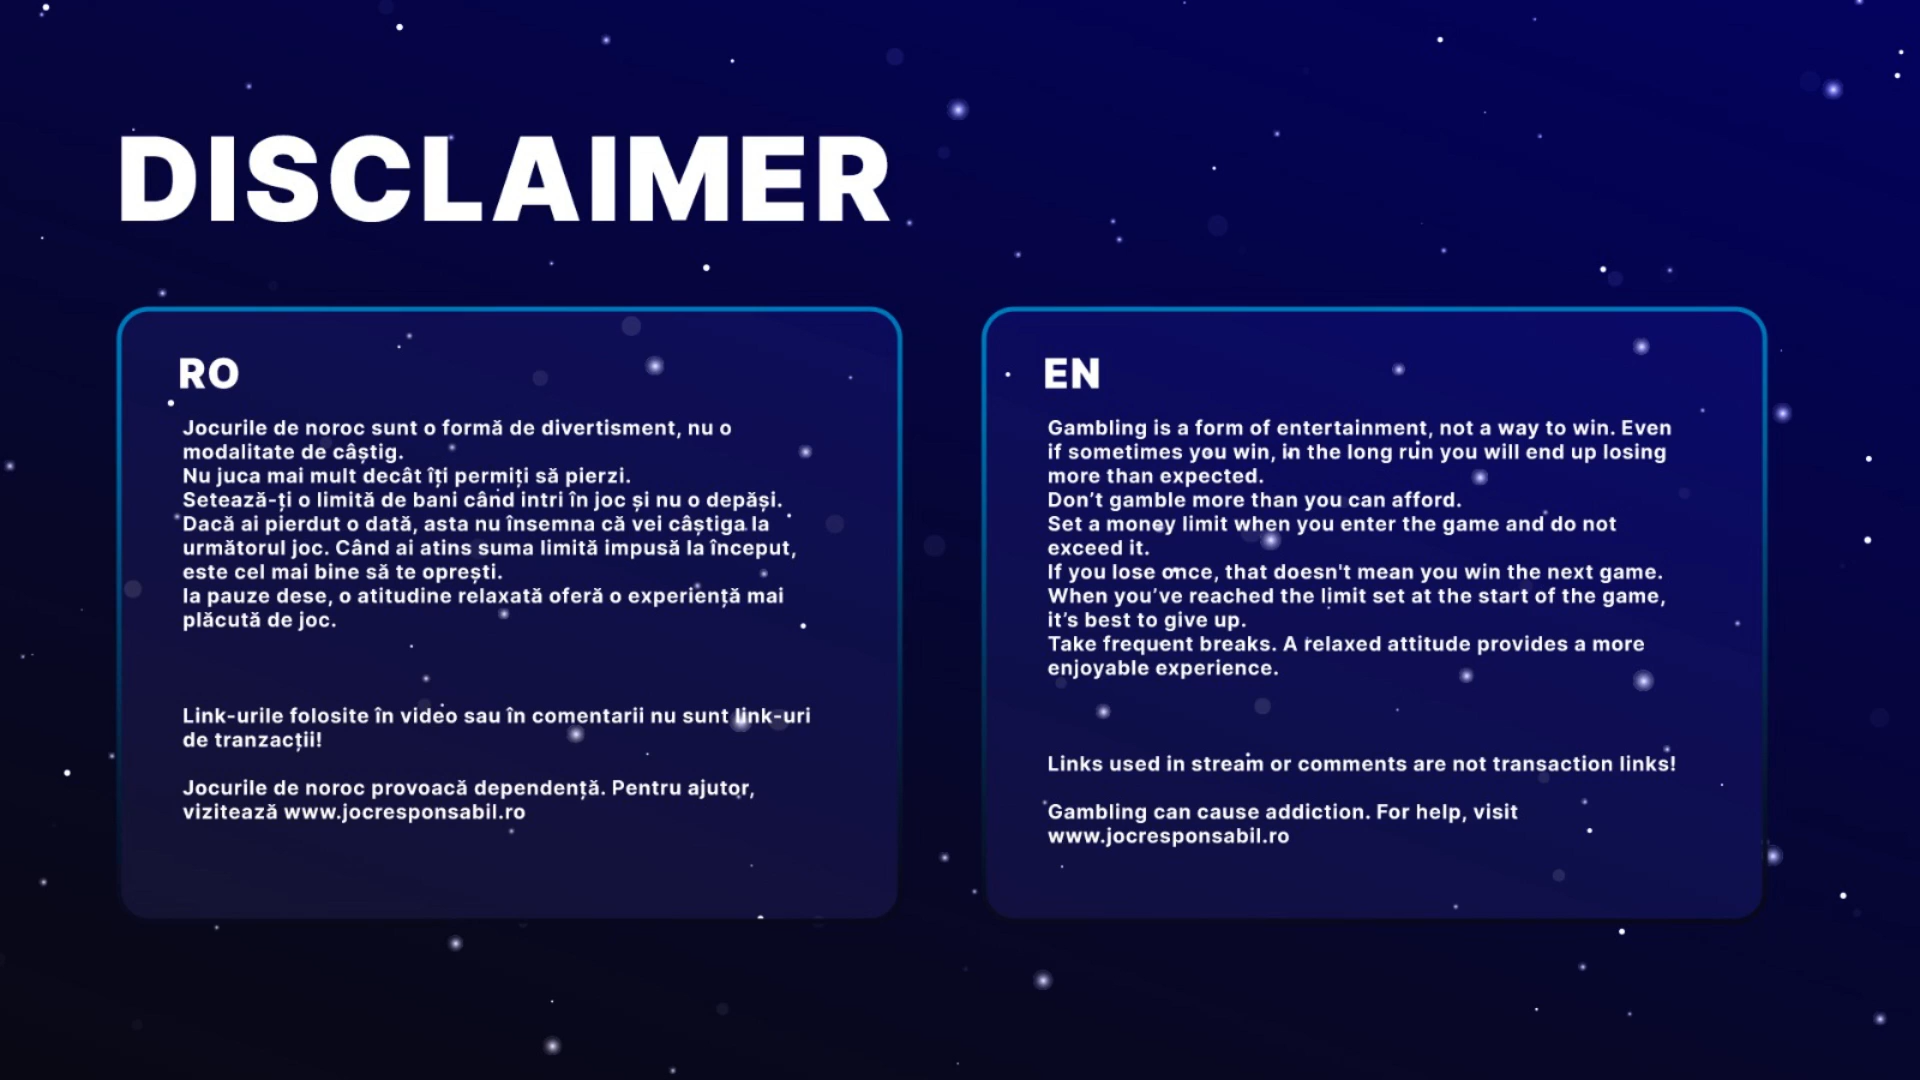 DISCLAIMER
RO
Jocurile de noroc sunt o formă de divertisment, nu o
modalitate de câștig.
Nu juca mai mult decât îți permiți să pierzi.
Setează-ți o limită de bani când intri în joc și nu o depăși.
Dacă ai pierdut o dată, asta nu însemna că vei câștiga la
următorul joc. Când ai atins suma limită impusă la început,
este cel mai bine să te oprești.
Ia pauze dese, o atitudine relaxată oferă o experiență mai
plăcută de joc.
Link-urile folosite în video sau în comentarii nu sunt link-uri
de tranzacții!
Jocurile de noroc provoacă dependență. Pentru ajutor,
vizitează www.jocresponsabil.ro
EN
Gambling is a form of entertainment, not a way to win. Even
if sometimes you win, in the long run you will end up losing
more than expected.
Don’t gamble more than you can afford.
Set a money limit when you enter the game and do not
exceed it.
If you lose once, that doesn't mean you win the next game.
When you’ve reached the limit set at the start of the game,
it’s best to give up.
Take frequent breaks. A relaxed attitude provides a more
enjoyable experience.
Links used in stream or comments are not transaction links!
Gambling can cause addiction. For help, visit
www.jocresponsabil.ro